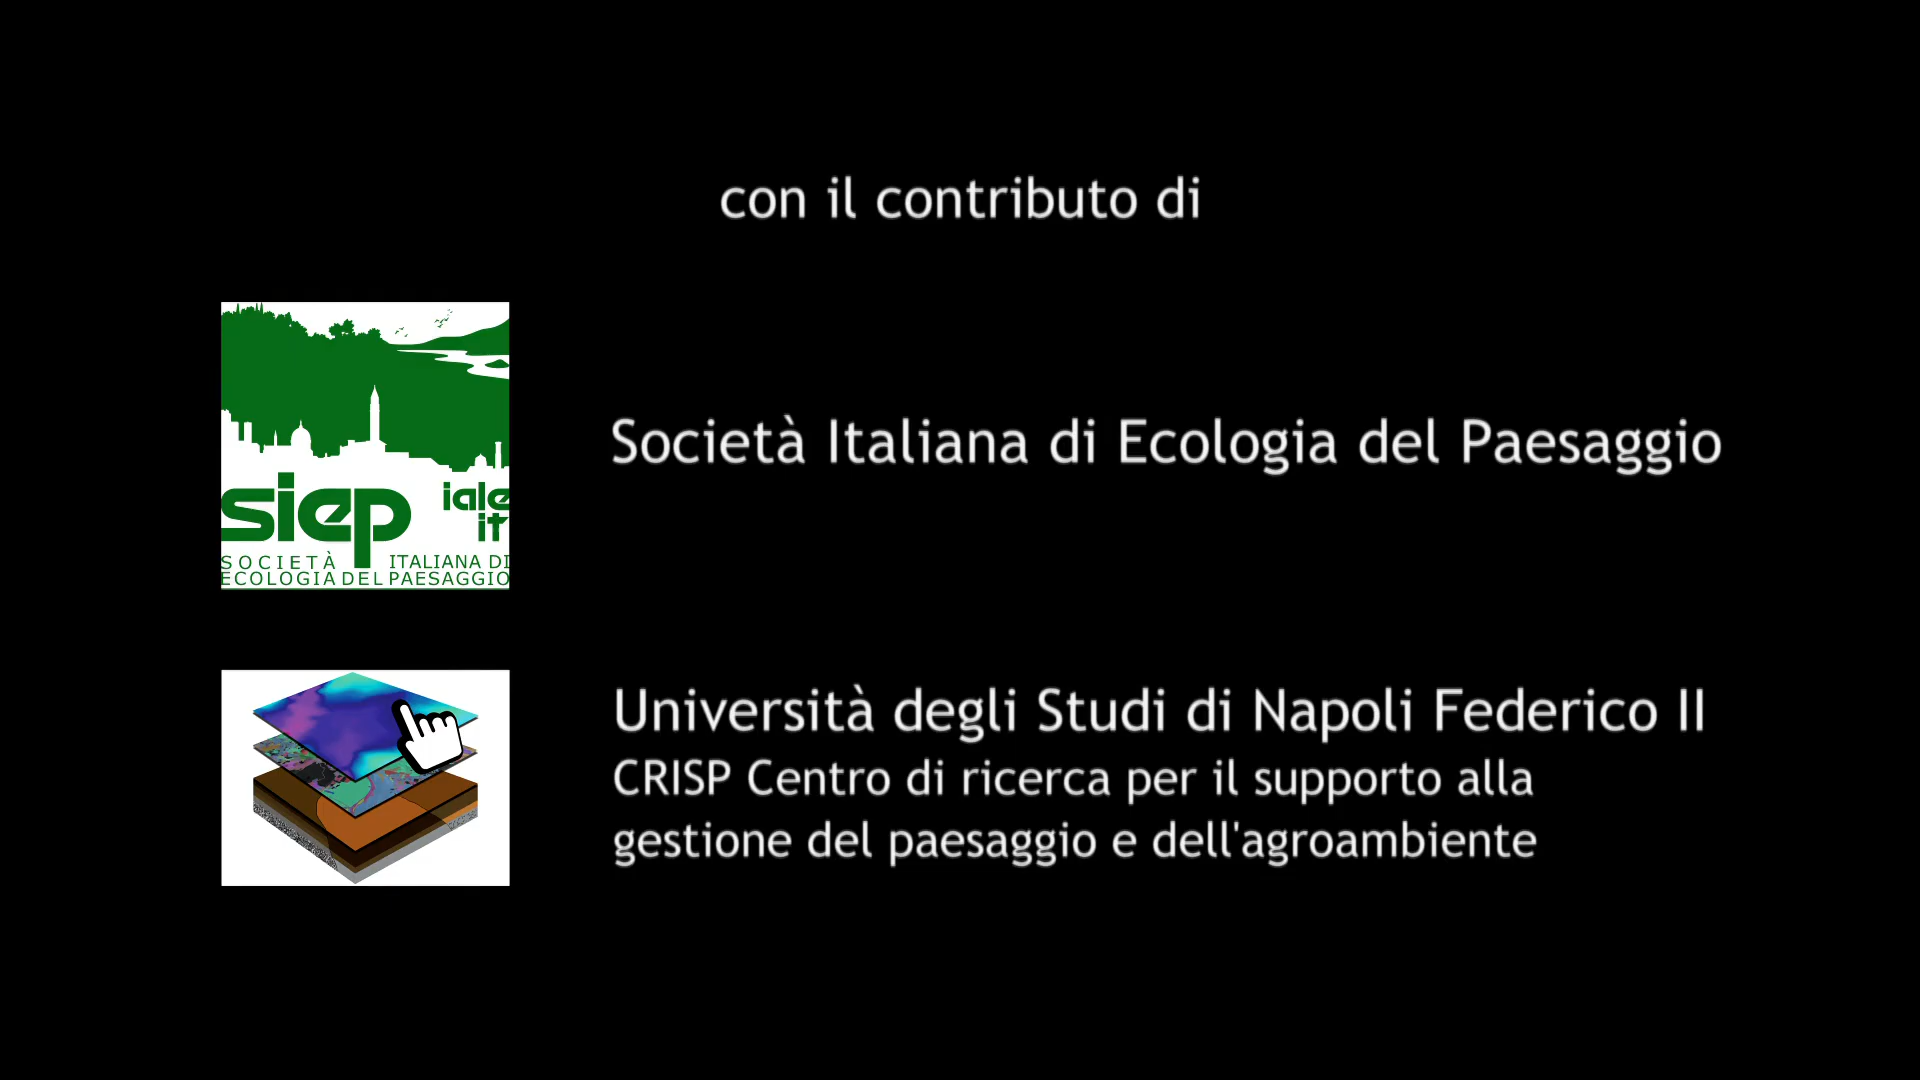 con il contributo di
siep
iale
it
SOCIETÀ ITALIANA DI
ECOLOGIA DEL PAESAGGIO
Società Italiana di Ecologia del Paesaggio
Università degli Studi di Napoli Federico II
CRISP Centro di ricerca per il supporto alla
gestione del paesaggio e dell'agroambiente